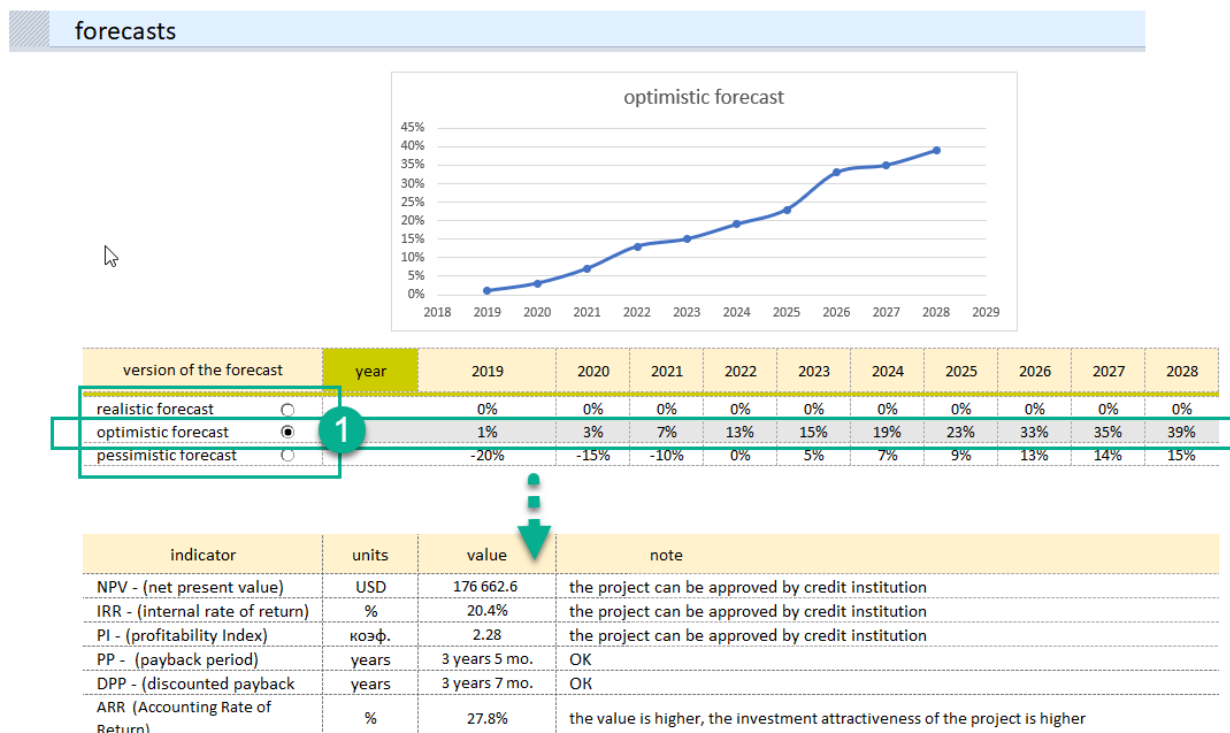 forecasts
optimistic forecast
45%
40%
35%
30%
25%
20%
15%
10%
5%
0%
2018 2019 2020 2021 2022 2023 2024 2025 2026 2027 2028 2029
version of the forecast year 2019 2020 2021 2022 2023 2024 2025 2026 2027 2028
realistic forecast 0% 0% 0% 0% 0% 0% 0% 0% 0% 0%
optimistic forecast 1 1% 3% 7% 13% 15% 19% 23% 33% 35% 39%
pessimistic forecast -20% -15% -10% 0% 5% 7% 9% 13% 14% 15%
indicator units value note
NPV - (net present value) USD 176 662.6 the project can be approved by credit institution
IRR - (internal rate of return) % 20.4% the project can be approved by credit institution
PI - (profitability Index) коэф. 2.28 the project can be approved by credit institution
PP - (payback period) years 3 years 5 mo. OK
DPP - (discounted payback years 3 years 7 mo. OK
ARR (Accounting Rate of
Return) % 27.8% the value is higher, the investment attractiveness of the project is higher